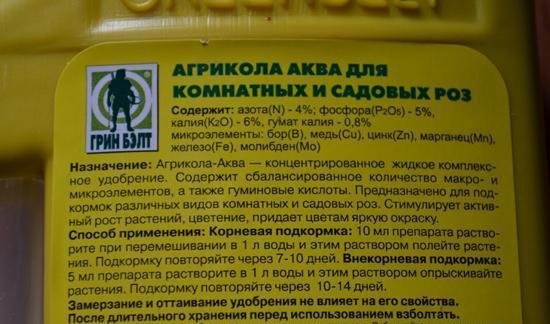 АГРИКОЛА АКВА ДЛЯ
КОМНАТНЫХ И САДОВЫХ РОЗ
ГРИН БЭЛТ
Содержит: азота(N) - 4%; фосфора(P2O5) - 5%,
калия(K2O) - 6%, гумат калия - 0,8%
микроэлементы: бор(B), медь(Cu), цинк(Zn), марганец(Mn),
железо(Fe), молибден(Mo)
Назначение: Агрикола-Аква — концентрированное жидкое комплекс-
ное удобрение. Содержит сбалансированное количество макро- и
микроэлементов, а также гуминовые кислоты. Предназначено для под-
кормок различных видов комнатных и садовых роз. Стимулирует актив-
ный рост растений, цветение, придает цветам яркую окраску.
Способ применения: Корневая подкормка: 10 мл препарата раство-
рите при перемешивании в 1 л воды и этим раствором полейте расте-
ние. Подкормку повторяйте через 7-10 дней. Внекорневая подкормка:
5 мл препарата растворите в 1 л воды и этим раствором опрыскивайте
растения. Подкормку повторяйте через 10-14 дней.
Замерзание и оттаивание удобрения не влияет на его свойства.
После длительного хранения перед использованием взболтать.